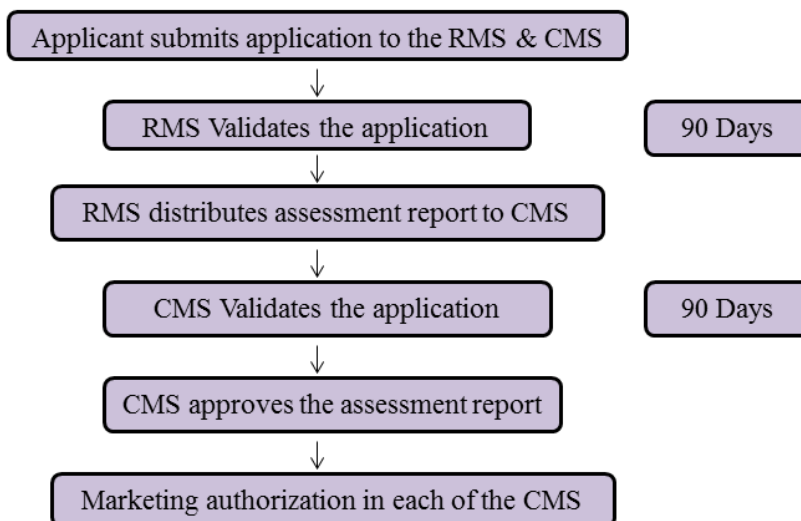 Applicant submits application to the RMS & CMS
RMS Validates the application
90 Days
RMS distributes assessment report to CMS
CMS Validates the application
90 Days
CMS approves the assessment report
Marketing authorization in each of the CMS